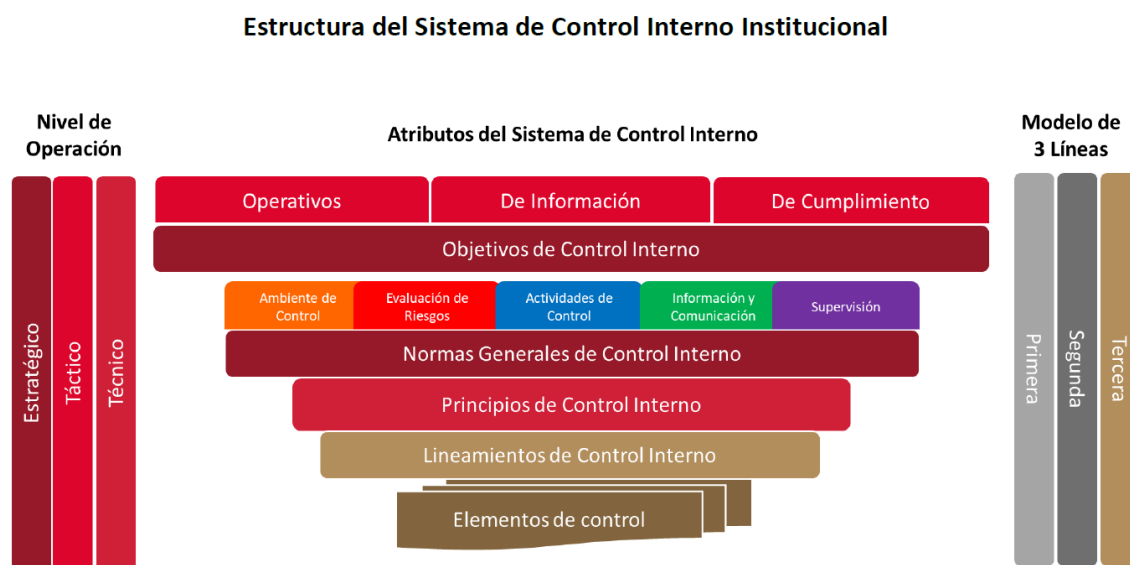 Estructura del Sistema de Control Interno Institucional
Nivel de
Operación
Atributos del Sistema de Control Interno
Modelo de
3 Líneas
Estratégico
Táctico
Técnico
Operativos
De Información
De Cumplimiento
Objetivos de Control Interno
Ambiente de
Control
Evaluación de
Riesgos
Actividades de
Control
Información y
Comunicación
Supervisión
Normas Generales de Control Interno
Principios de Control Interno
Lineamientos de Control Interno
Elementos de control
Primera
Segunda
Tercera